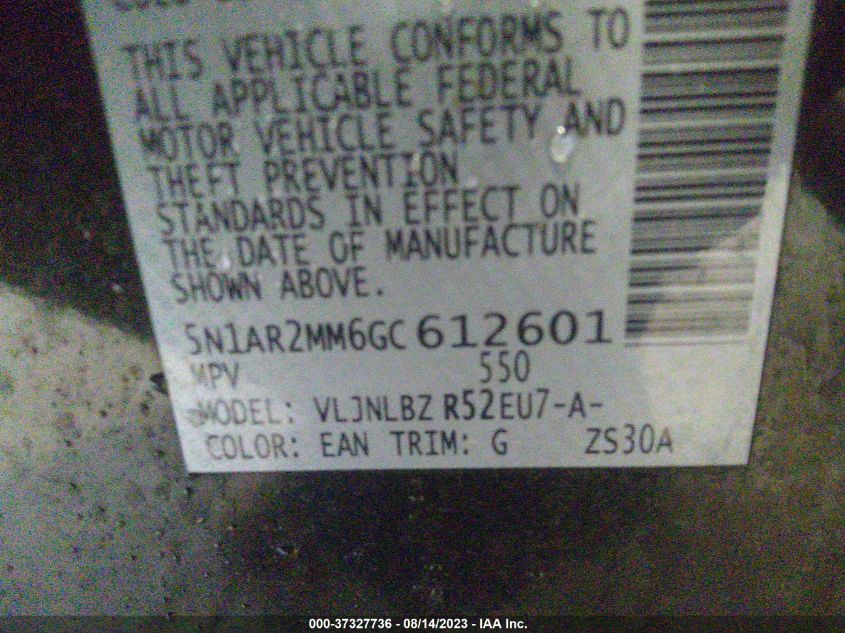 THIS VEHICLE CONFORMS TO
ALL APPLICABLE FEDERAL
MOTOR VEHICLE SAFETY AND
THEFT PREVENTION
STANDARDS IN EFFECT ON
THE DATE OF MANUFACTURE
SHOWN ABOVE.
5N1AR2MM6GC 612601
MPV 550
MODEL: VLJNLBZ R52EU7-A-
COLOR: EAN TRIM: G ZS30A
000-37327736 - 08/14/2023 - IAA Inc.